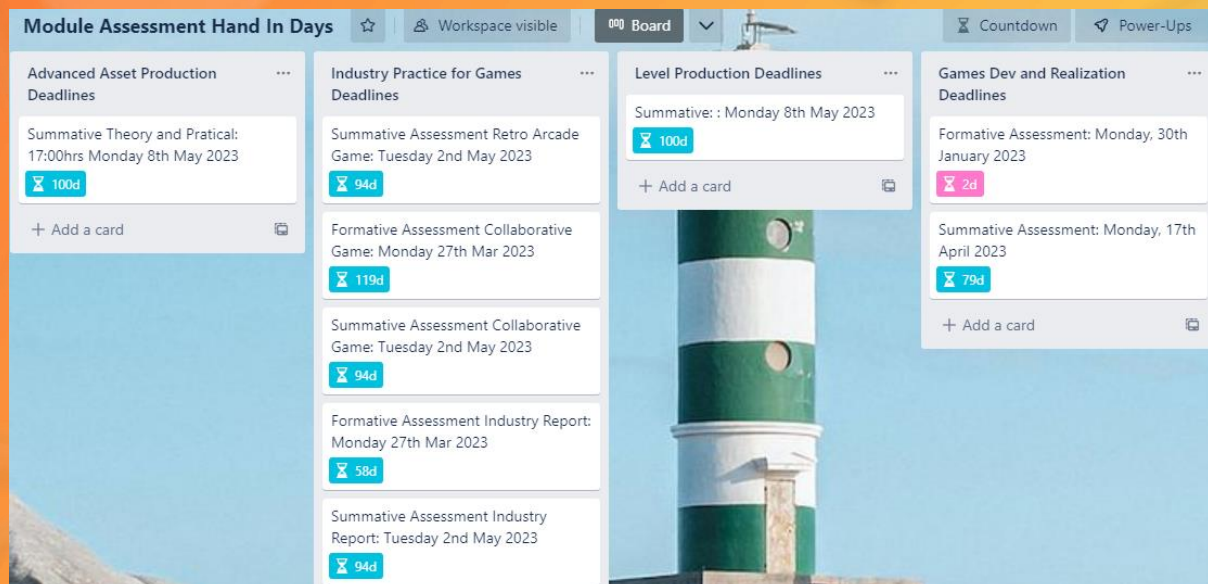 Module Assessment Hand In Days
Workspace visible
Board
Countdown
Power-Ups
Advanced Asset Production
Deadlines
Summative Theory and Pratical:
17:00hrs Monday 8th May 2023
100d
+ Add a card
Industry Practice for Games
Deadlines
Summative Assessment Retro Arcade
Game: Tuesday 2nd May 2023
94d
Formative Assessment Collaborative
Game: Monday 27th Mar 2023
119d
Summative Assessment Collaborative
Game: Tuesday 2nd May 2023
94d
Formative Assessment Industry Report:
Monday 27th Mar 2023
58d
Summative Assessment Industry
Report: Tuesday 2nd May 2023
94d
Level Production Deadlines
Summative: : Monday 8th May 2023
100d
+ Add a card
Games Dev and Realization
Deadlines
Formative Assessment: Monday, 30th
January 2023
2d
Summative Assessment: Monday, 17th
April 2023
79d
+ Add a card